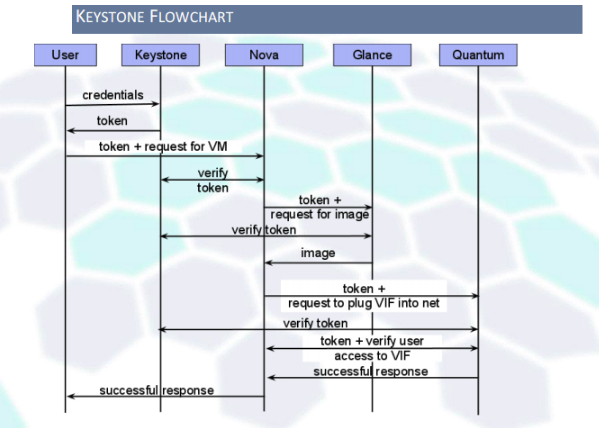 KEYSTONE FLOWCHART
User Keystone Nova Glance Quantum
credentials
token
token + request for VM
verify
token
token +
request for image
verify token
image
token +
request to plug VIF into net
verify token
token + verify user
access to VIF
successful response
successful response